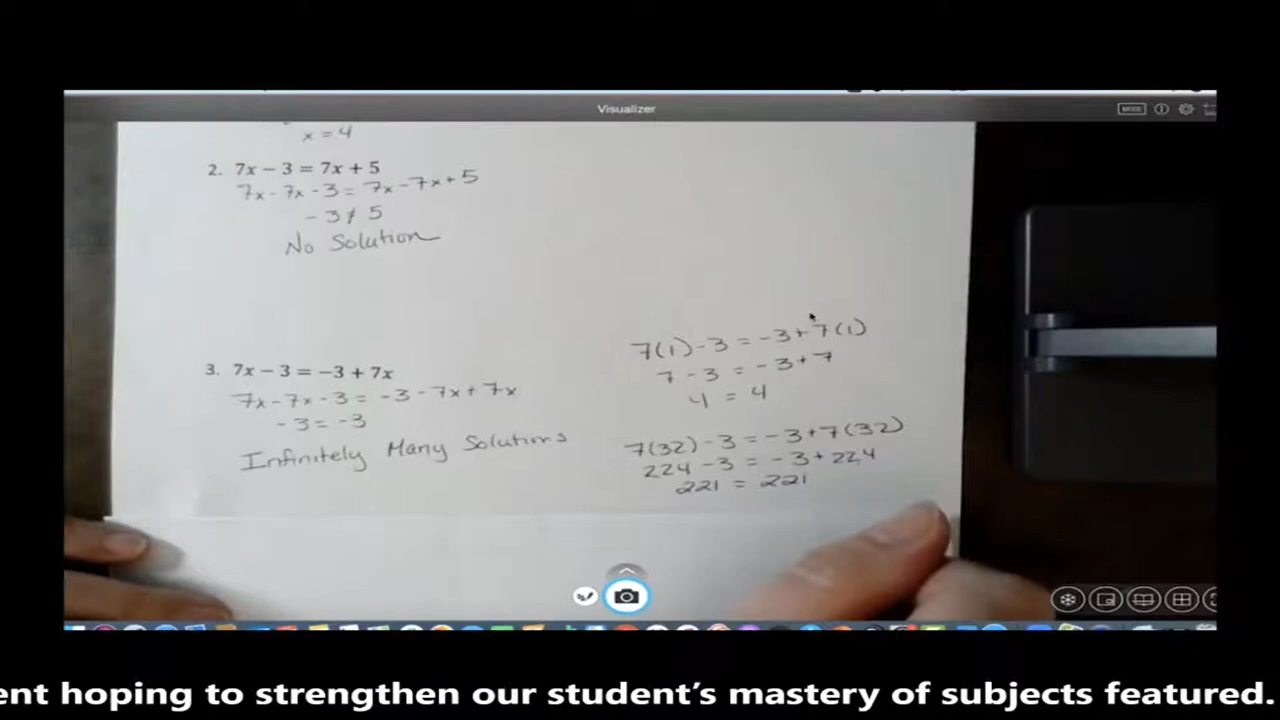 Visualizer
MODE
x = 4
2. 7x − 3 = 7x + 5
7x - 7x - 3 = 7x - 7x + 5
- 3 ≠ 5
No Solution
3. 7x − 3 = −3 + 7x
7x - 7x - 3 = -3 - 7x + 7x
- 3 = -3
Infinitely Many Solutions
7(1) - 3 = -3 + 7(1)
7 - 3 = - 3 + 7
4 = 4
7(32) - 3 = -3 + 7(32)
224 - 3 = - 3 + 224
221 = 221
ent hoping to strengthen our student’s mastery of subjects featured.